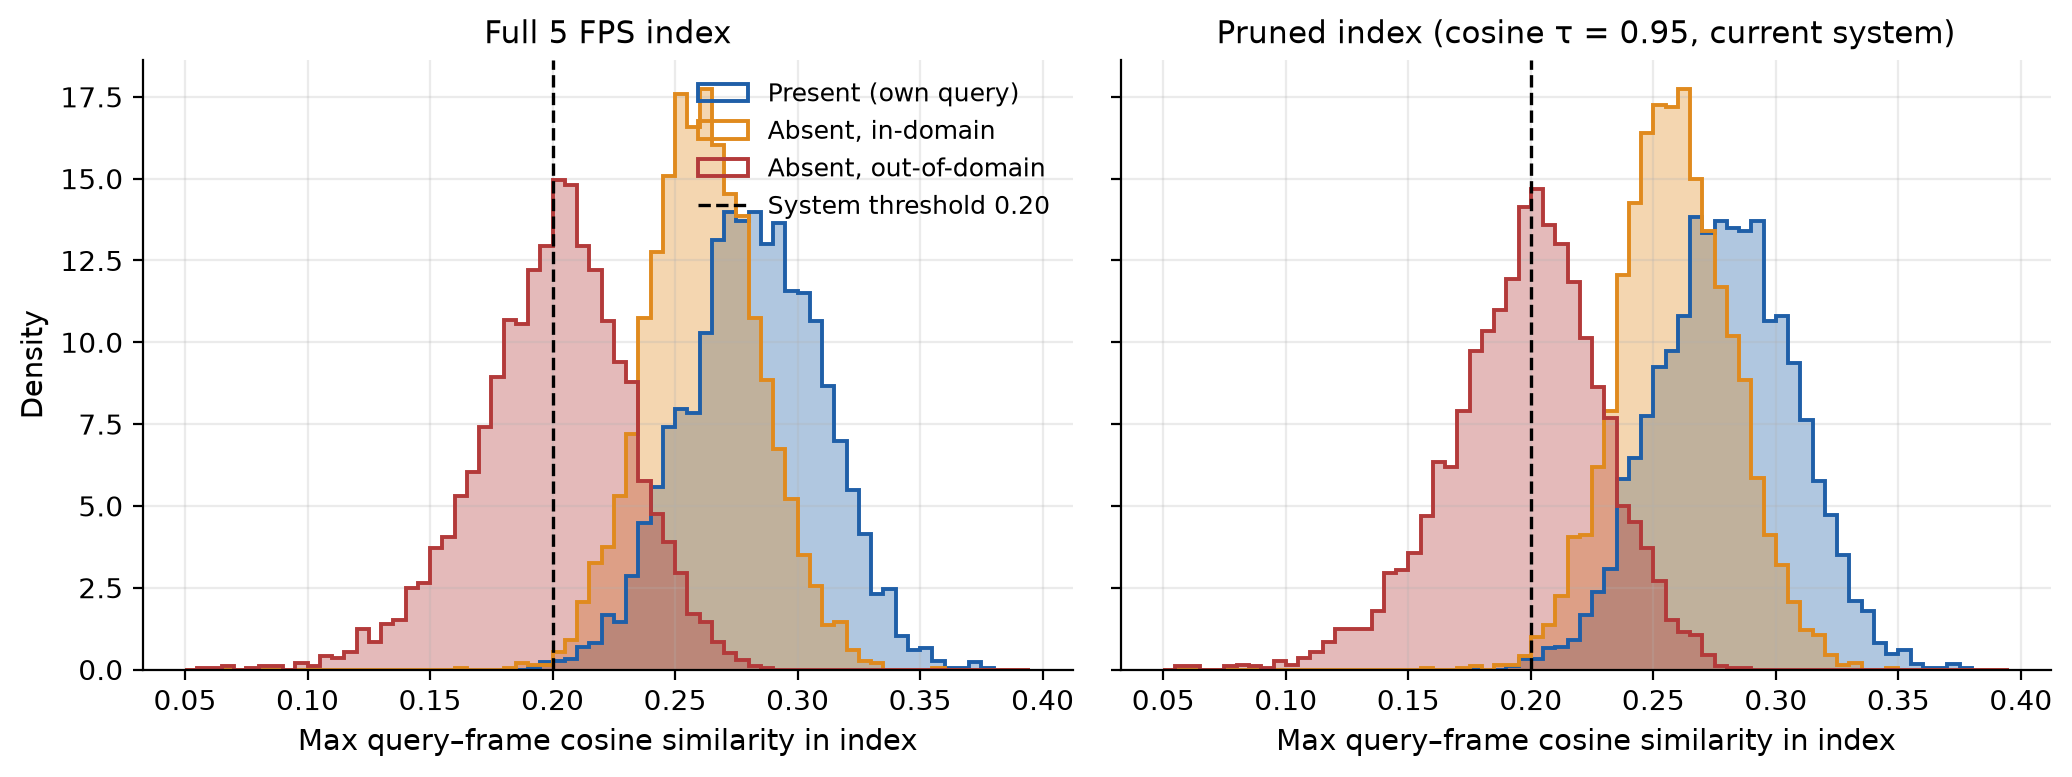 Full 5 FPS index
Present (own query)
Absent, in-domain
Absent, out-of-domain
System threshold 0.20
Density
17.5
15.0
12.5
10.0
7.5
5.0
2.5
0.0
0.05 0.10 0.15 0.20 0.25 0.30 0.35 0.40
Max query–frame cosine similarity in index
Pruned index (cosine τ = 0.95, current system)
0.05 0.10 0.15 0.20 0.25 0.30 0.35 0.40
Max query–frame cosine similarity in index